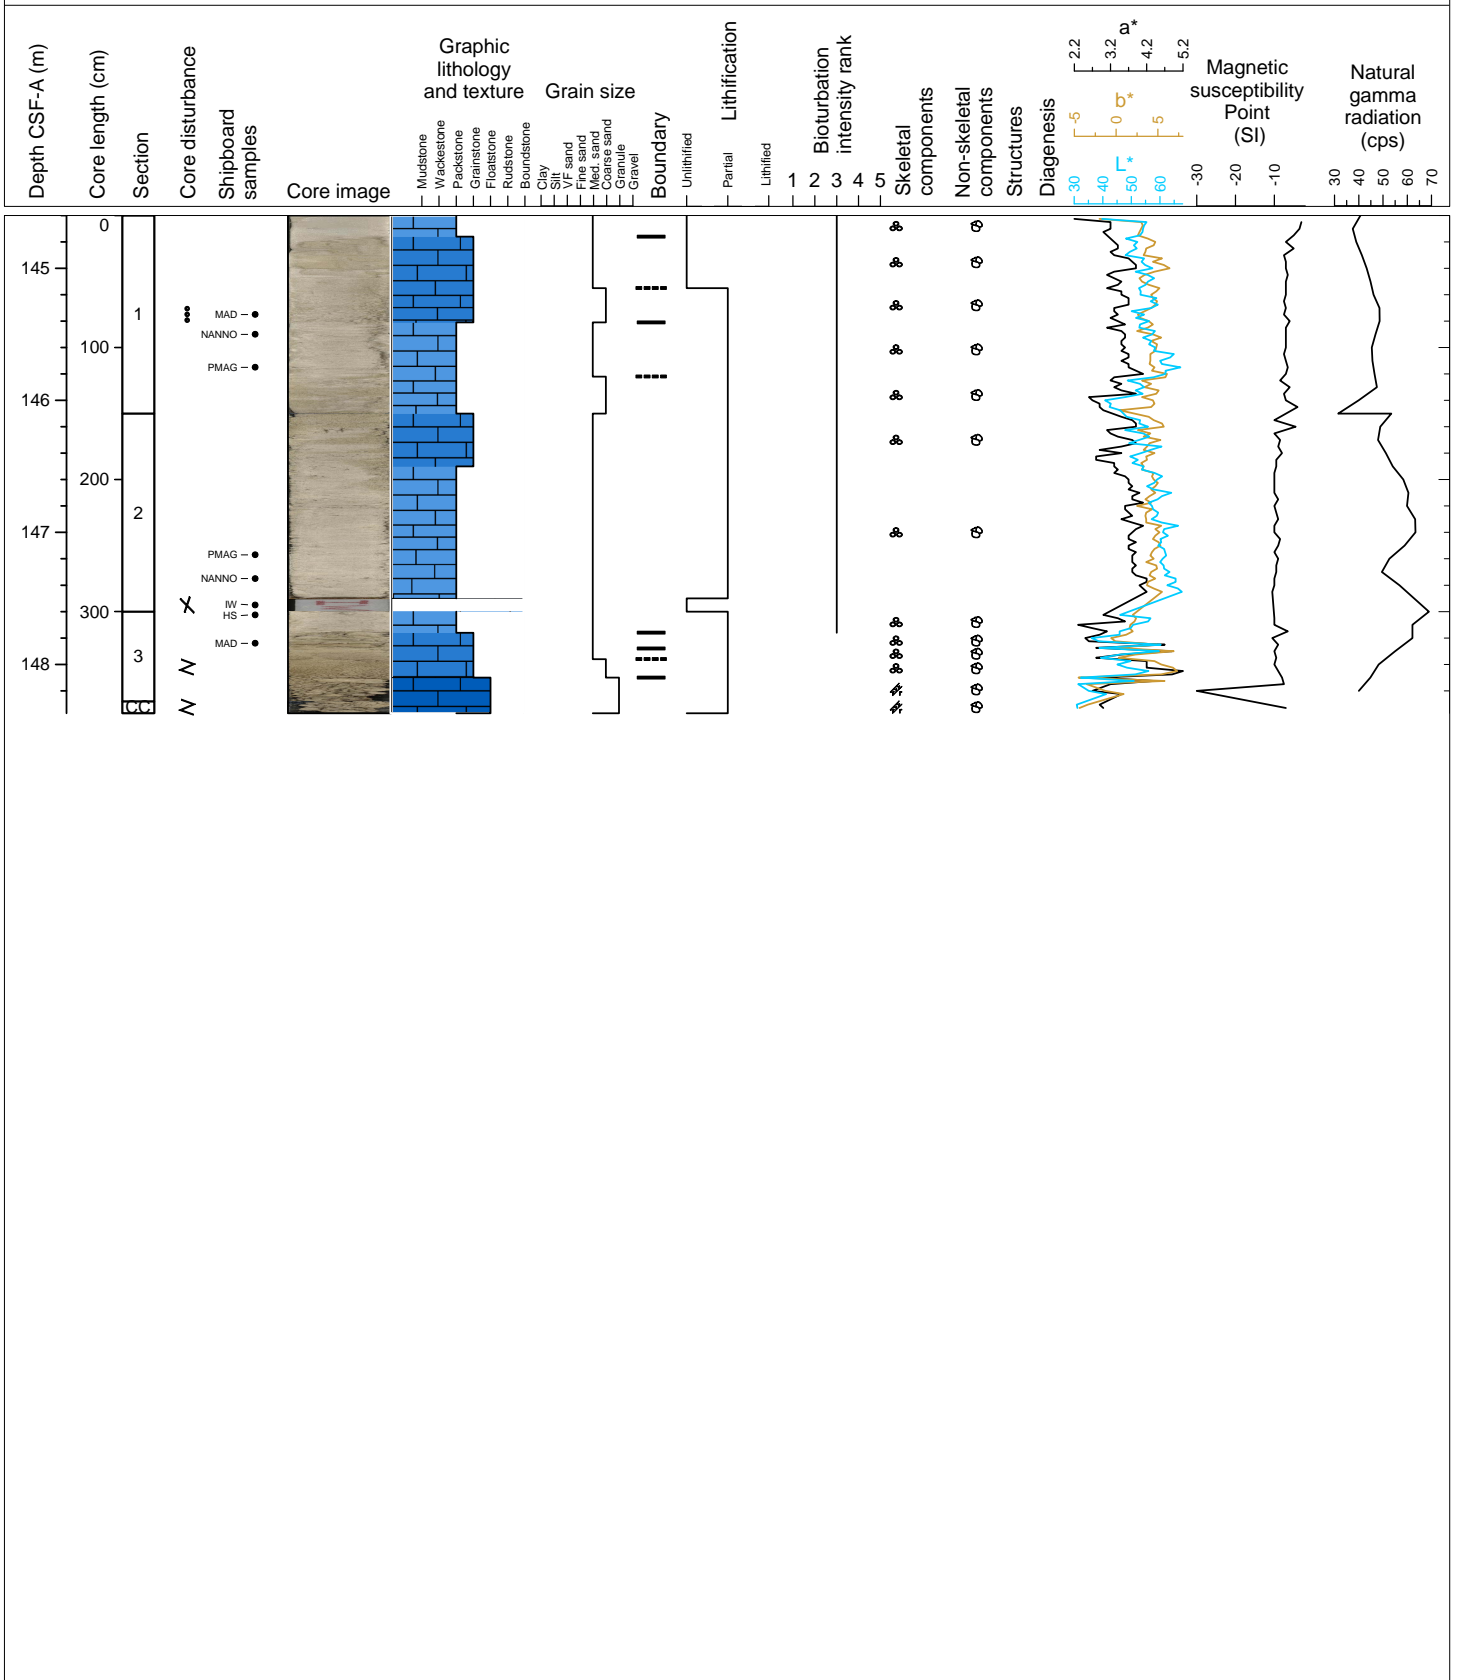 Depth CSF-A (m)
Core length (cm)
Section
Core disturbance
Shipboard
samples
Core image
Graphic
lithology
and texture
Mudstone
Wackestone
Packstone
Grainstone
Floatstone
Rudstone
Boundstone
Grain size
Clay
Silt
VF sand
Fine sand
Med. sand
Coarse sand
Granule
Gravel
Boundary
Lithification
Unlithified
Partial
Lithified
Bioturbation
intensity rank
1 2 3 4 5
Skeletal
components
Non-skeletal
components
Structures
Diagenesis
a*
2.2 3.2 4.2 5.2
b*
-5 0 5
L*
30 40 50 60
Magnetic
susceptibility
Point
(SI)
-30 -20 -10
Natural
gamma
radiation
(cps)
30 40 50 60 70
0
145
1
MAD
NANNO
100
PMAG
146
200
2
147
PMAG
NANNO
IW
300
HS
MAD
3
148
CC